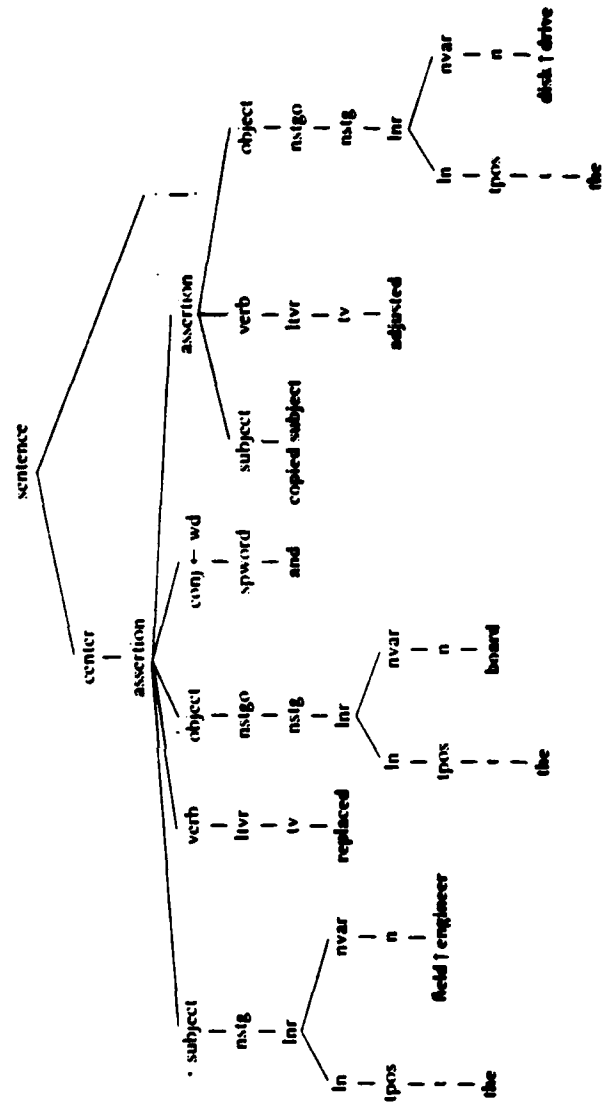 sentence
center
.
assertion
subject
verb
object
conj ← wd
assertion
nstg
ltvr
nstgo
spword
subject
verb
object
lnr
tv
nstg
and
copied subject
ltvr
nstgo
ln
nvar
replaced
lnr
tv
nstg
tpos
n
ln
nvar
adjusted
lnr
t
field ↑ engineer
tpos
n
ln
nvar
the
t
board
tpos
n
the
t
disk ↑ drive
the